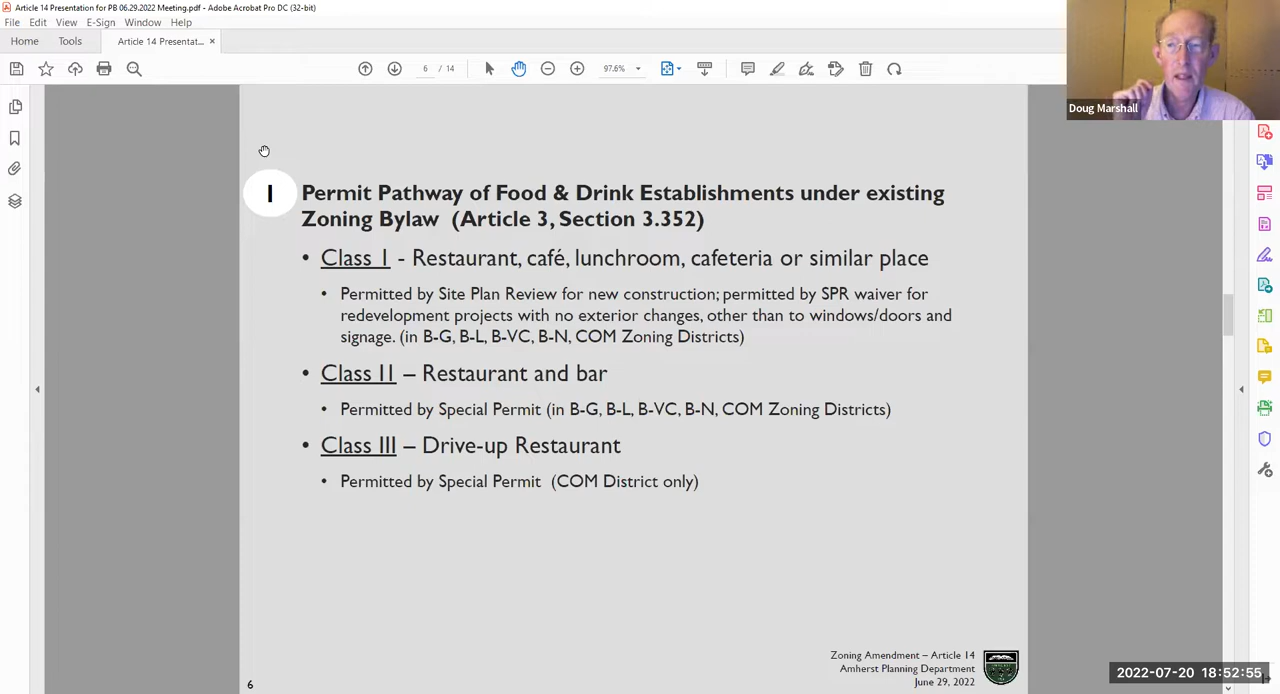 Article 14 Presentation for PB 06.29.2022 Meeting.pdf - Adobe Acrobat Pro DC (32-bit)
File Edit View E-Sign Window Help
Home Tools Article 14 Presentat... ×
6 / 14 97.6%
Doug Marshall
I Permit Pathway of Food & Drink Establishments under existing
Zoning Bylaw (Article 3, Section 3.352)
• Class I - Restaurant, café, lunchroom, cafeteria or similar place
• Permitted by Site Plan Review for new construction; permitted by SPR waiver for
redevelopment projects with no exterior changes, other than to windows/doors and
signage. (in B-G, B-L, B-VC, B-N, COM Zoning Districts)
• Class II – Restaurant and bar
• Permitted by Special Permit (in B-G, B-L, B-VC, B-N, COM Zoning Districts)
• Class III – Drive-up Restaurant
• Permitted by Special Permit (COM District only)
Zoning Amendment – Article 14
Amherst Planning Department
June 29, 2022
6
2022-07-20 18:52:55